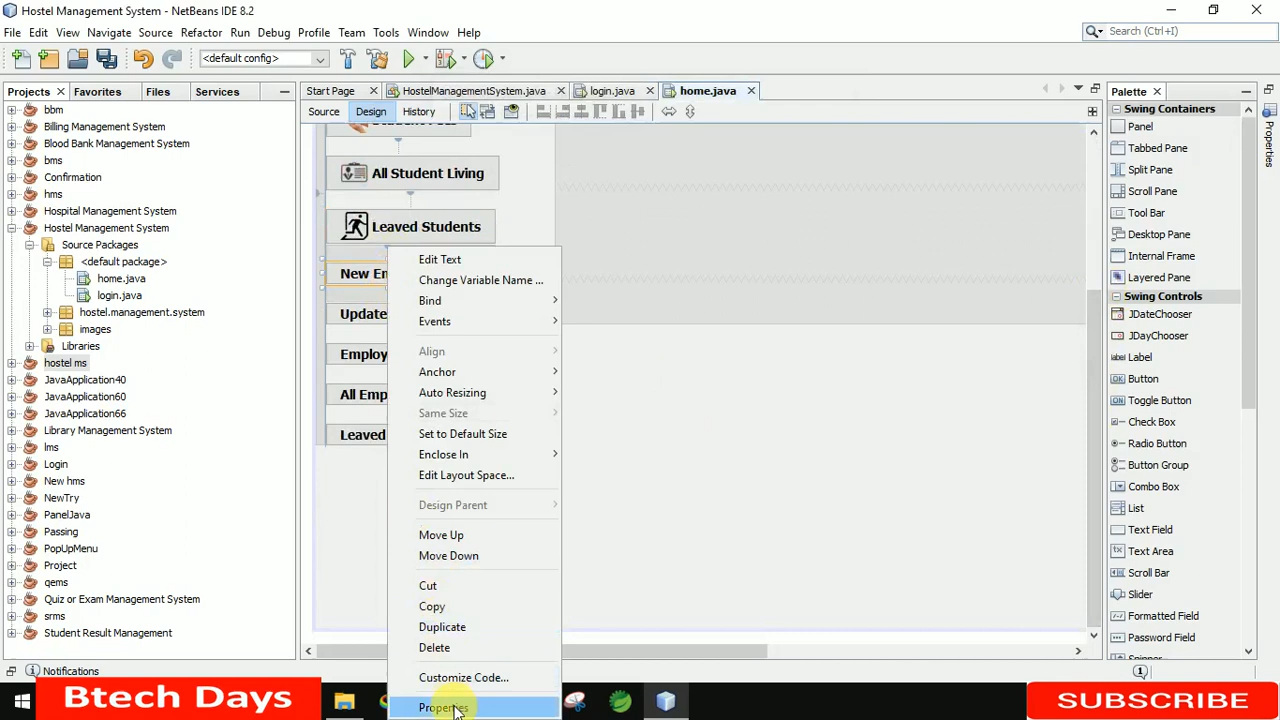 Hostel Management System - NetBeans IDE 8.2
File Edit View Navigate Source Refactor Run Debug Profile Team Tools Window Help
Search (Ctrl+I)
<default config>
Projects Favorites Files Services
Start Page HostelManagementSystem.java login.java home.java
Source Design History
bbm
Billing Management System
Blood Bank Management System
bms
Confirmation
hms
Hospital Management System
Hostel Management System
Source Packages
<default package>
home.java
login.java
hostel.management.system
images
Libraries
hostel ms
JavaApplication40
JavaApplication60
JavaApplication66
Library Management System
lms
Login
New hms
NewTry
PanelJava
Passing
PopUpMenu
Project
qems
Quiz or Exam Management System
srms
Student Result Management
All Student Living
Leaved Students
New Em
Update
Employ
All Emp
Leaved
Edit Text
Change Variable Name ...
Bind
Events
Align
Anchor
Auto Resizing
Same Size
Set to Default Size
Enclose In
Edit Layout Space...
Design Parent
Move Up
Move Down
Cut
Copy
Duplicate
Delete
Customize Code...
Properties
Palette
Swing Containers
Panel
Tabbed Pane
Split Pane
Scroll Pane
Tool Bar
Desktop Pane
Internal Frame
Layered Pane
Swing Controls
JDateChooser
JDayChooser
Label
Button
Toggle Button
Check Box
Radio Button
Button Group
Combo Box
List
Text Field
Text Area
Scroll Bar
Slider
Formatted Field
Password Field
Properties
Notifications
1
Btech Days
SUBSCRIBE